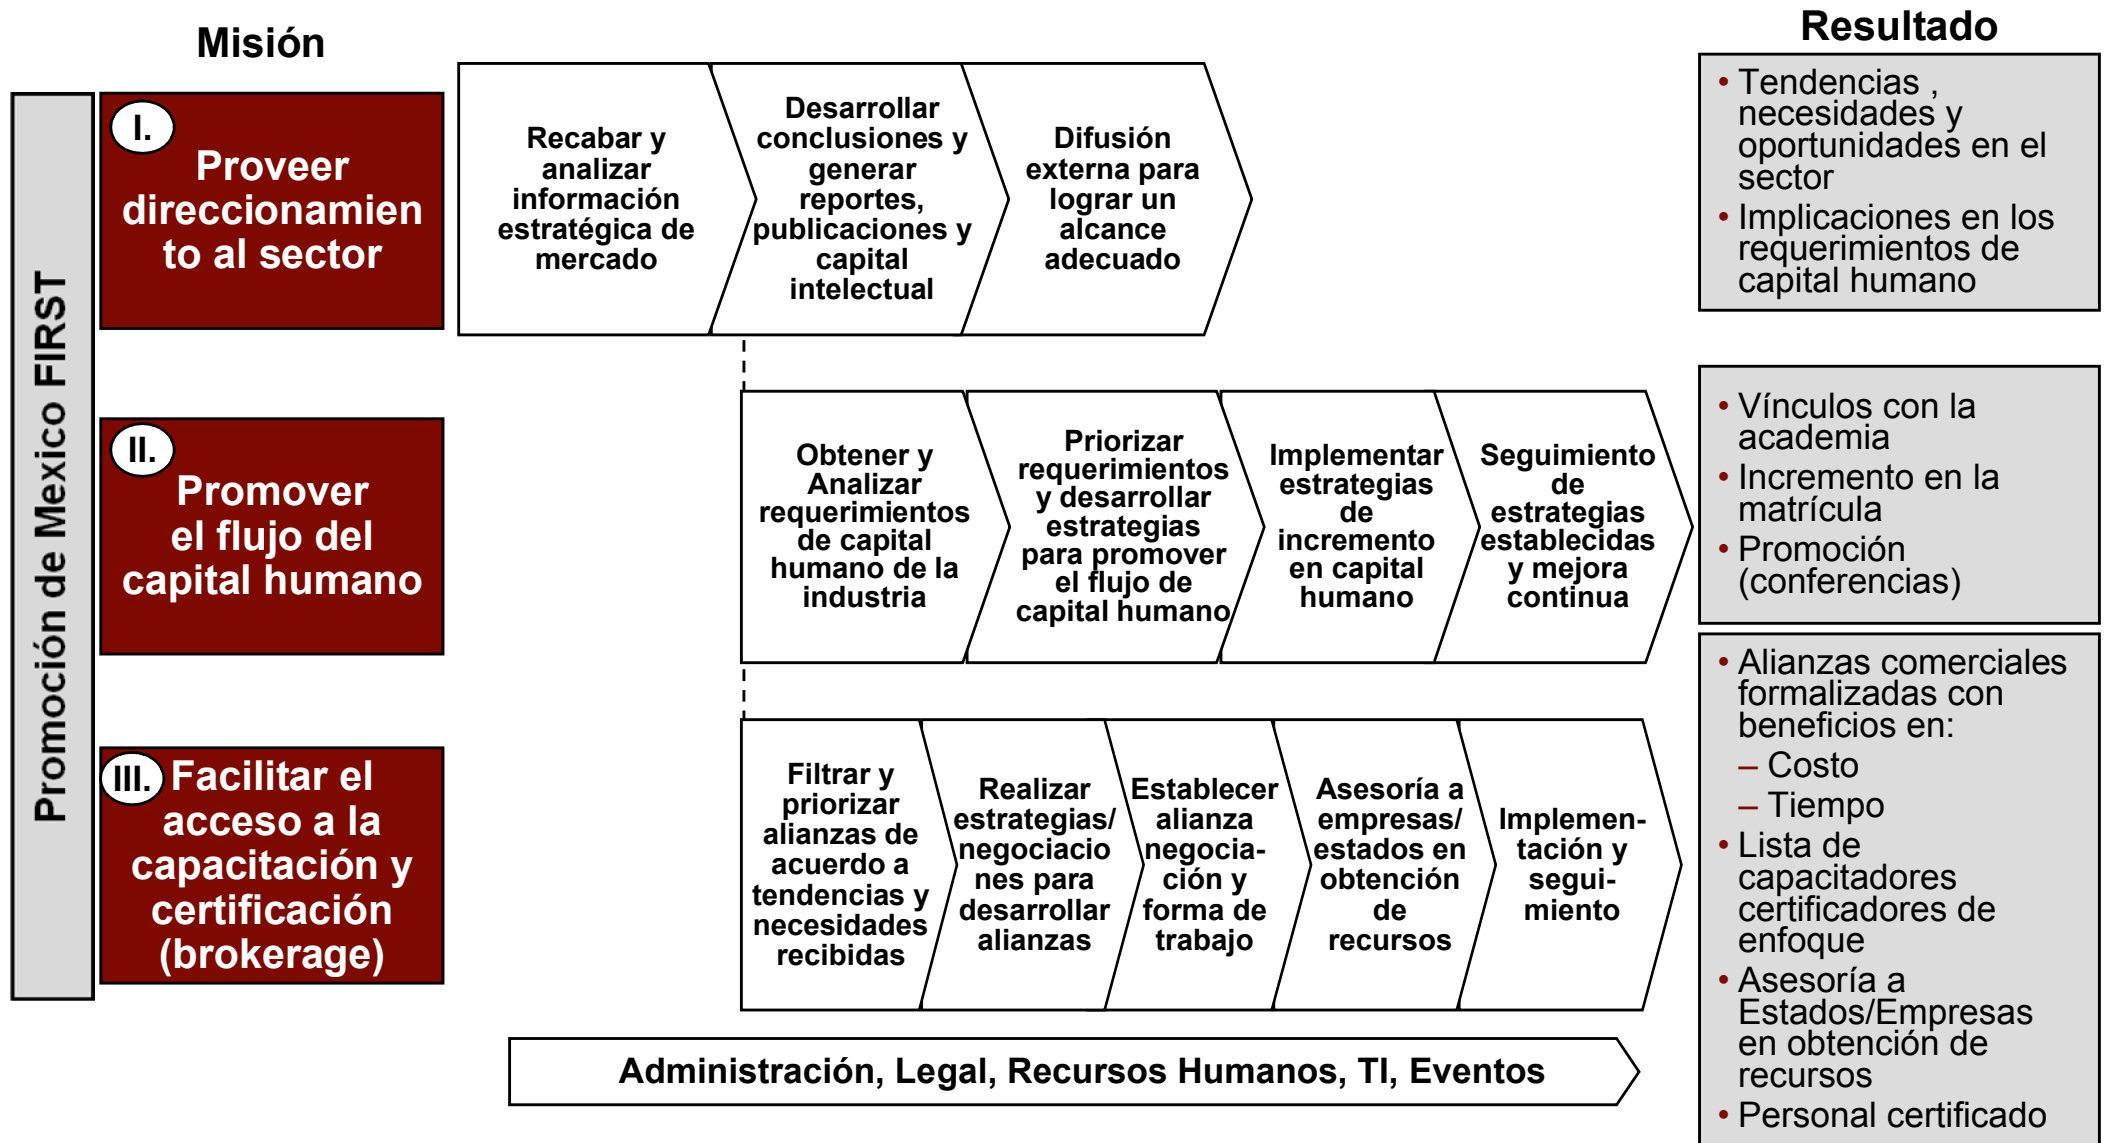 Misión
Resultado
Promoción de Mexico FIRST
I.
Proveer
direccionamien
to al sector
Recabar y
analizar
información
estratégica de
mercado
Desarrollar
conclusiones y
generar
reportes,
publicaciones y
capital
intelectual
Difusión
externa para
lograr un
alcance
adecuado
• Tendencias ,
necesidades y
oportunidades en el
sector
• Implicaciones en los
requerimientos de
capital humano
II.
Promover
el flujo del
capital humano
Obtener y
Analizar
requerimientos
de capital
humano de la
industria
Priorizar
requerimientos
y desarrollar
estrategias
para promover
el flujo de
capital humano
Implementar
estrategias
de
incremento
en capital
humano
Seguimiento
de
estrategias
establecidas
y mejora
continua
• Vínculos con la
academia
• Incremento en la
matrícula
• Promoción
(conferencias)
III.
Facilitar el
acceso a la
capacitación y
certificación
(brokerage)
Filtrar y
priorizar
alianzas de
acuerdo a
tendencias y
necesidades
recibidas
Realizar
estrategias/
negociacio
nes para
desarrollar
alianzas
Establecer
alianza
negocia-
ción y
forma de
trabajo
Asesoría a
empresas/
estados en
obtención
de
recursos
Implemen-
tación y
segui-
miento
• Alianzas comerciales
formalizadas con
beneficios en:
– Costo
– Tiempo
• Lista de
capacitadores
certificadores de
enfoque
• Asesoría a
Estados/Empresas
en obtención de
recursos
• Personal certificado
Administración, Legal, Recursos Humanos, TI, Eventos